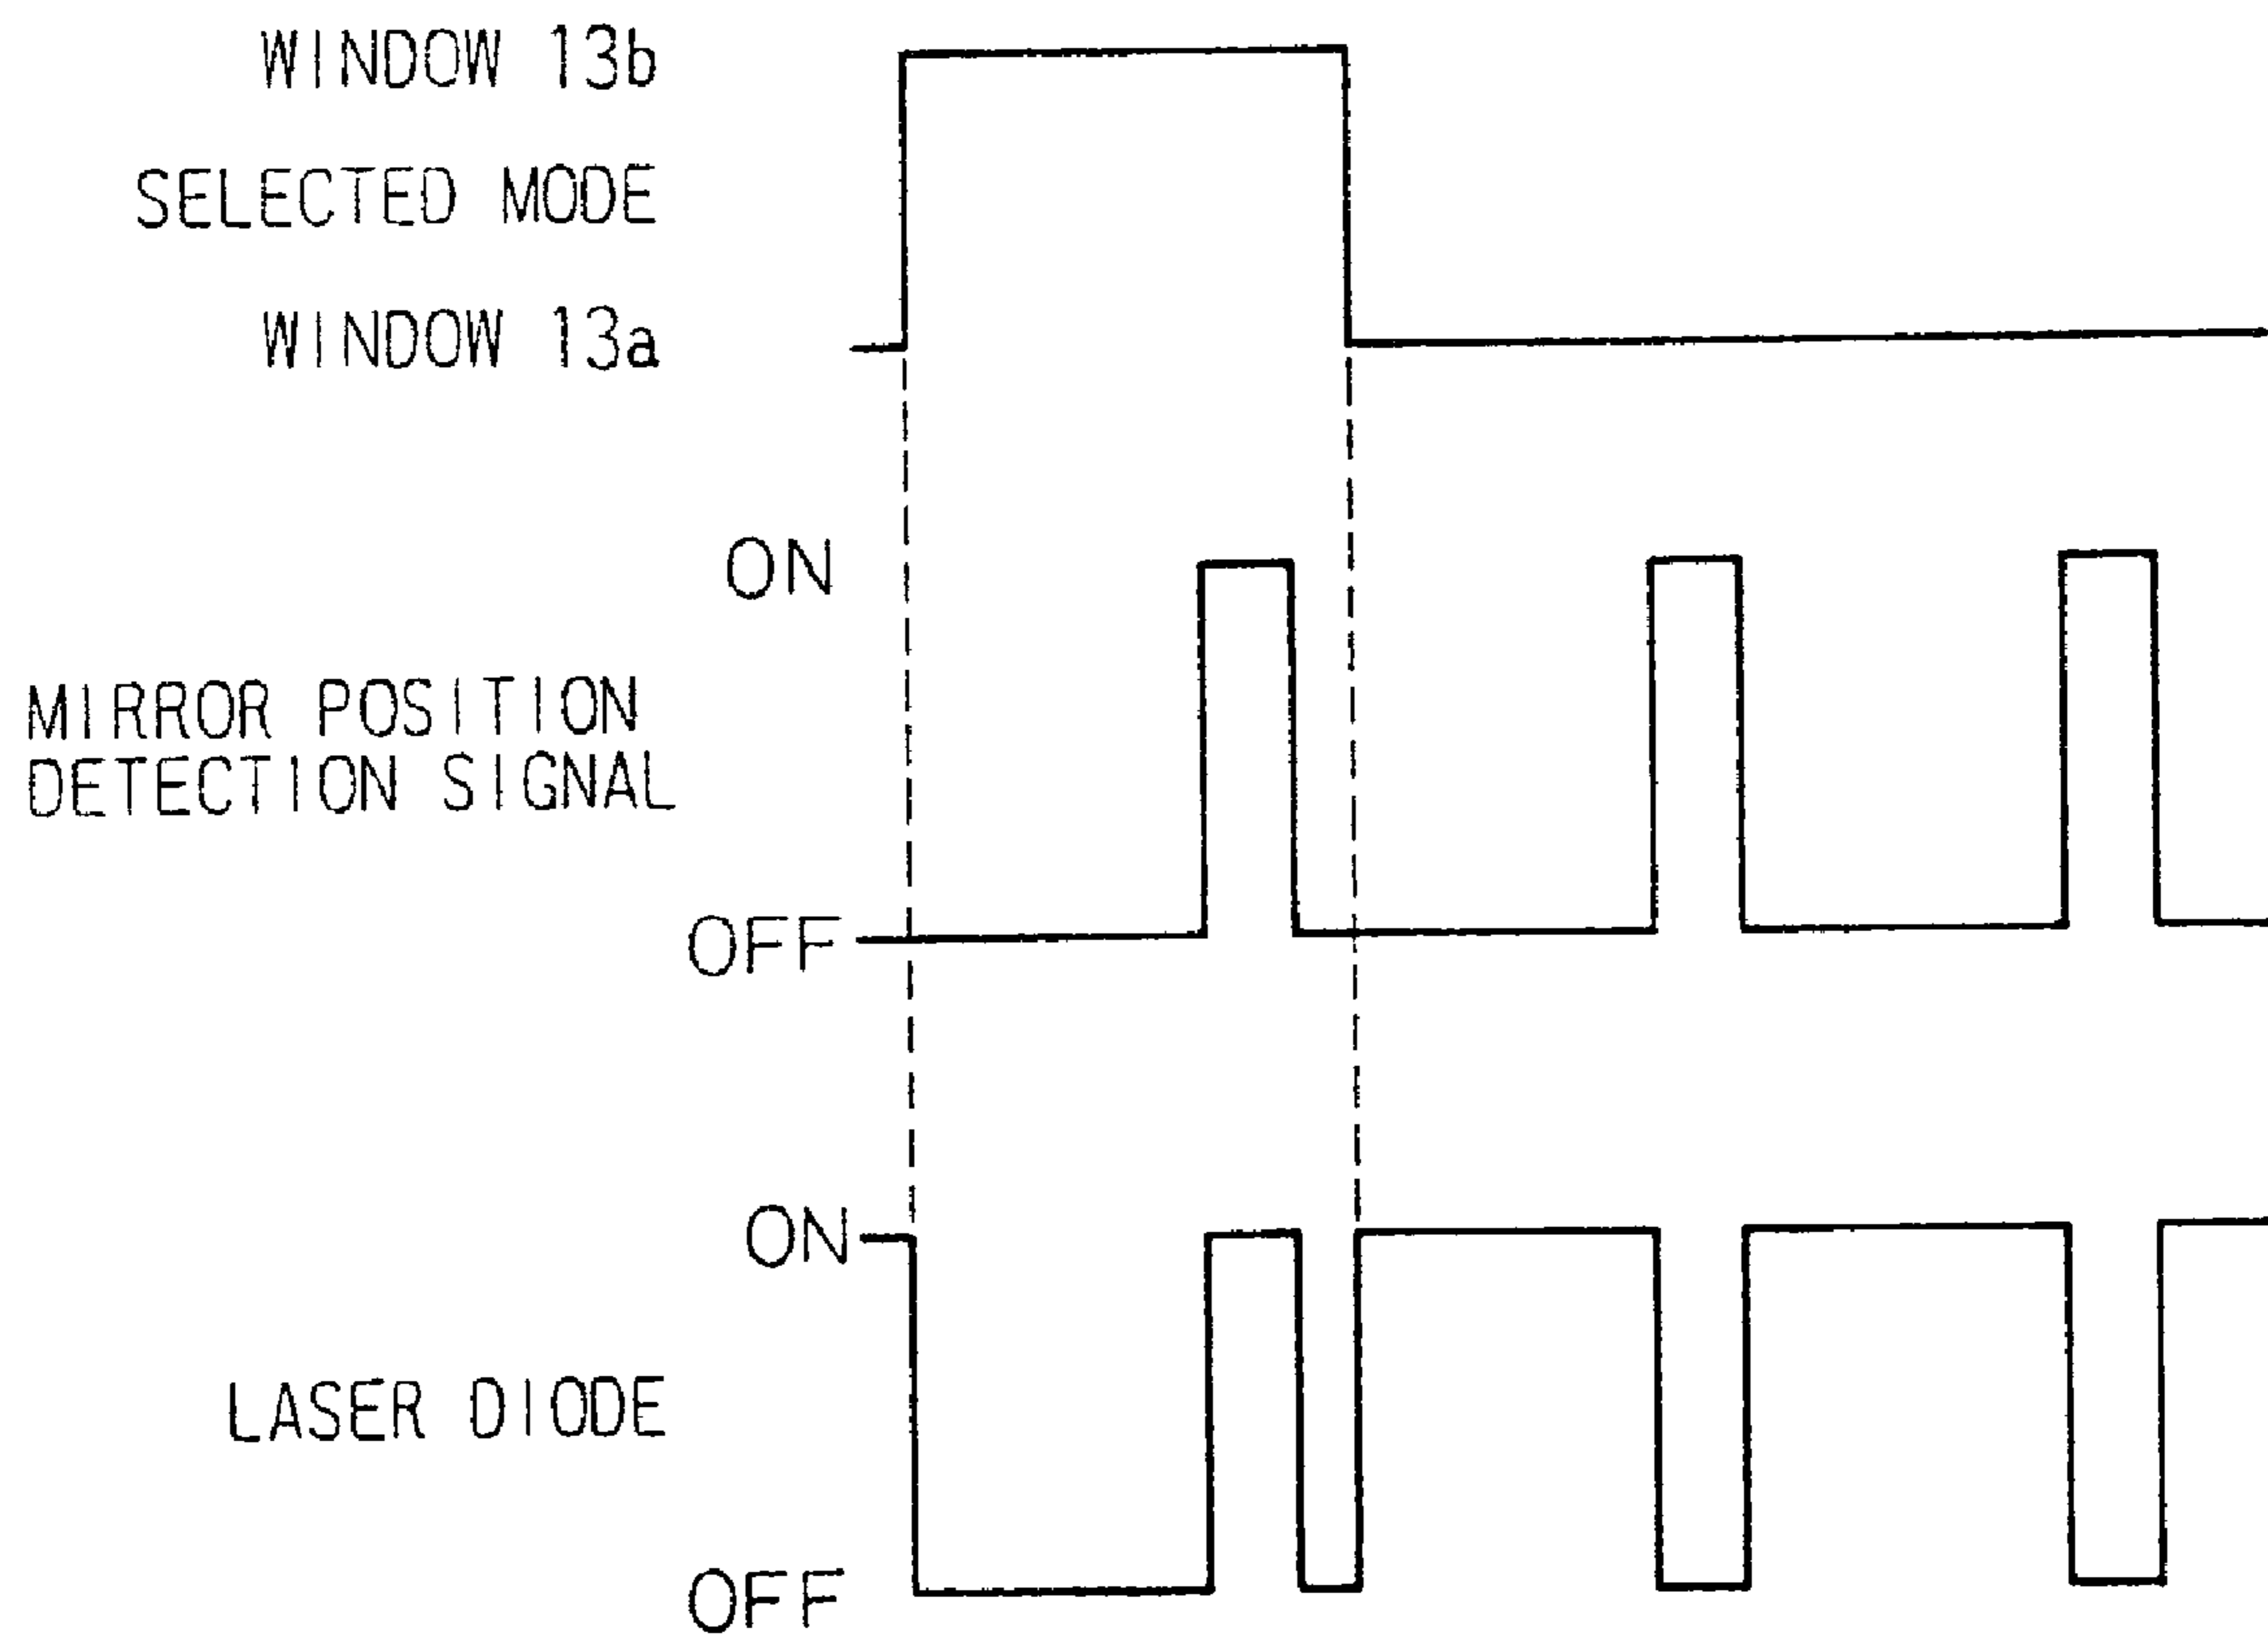 WINDOW 13b
SELECTED MODE
WINDOW 13a
ON
MIRROR POSITION
DETECTION SIGNAL
OFF
ON
LASER DIODE
OFF